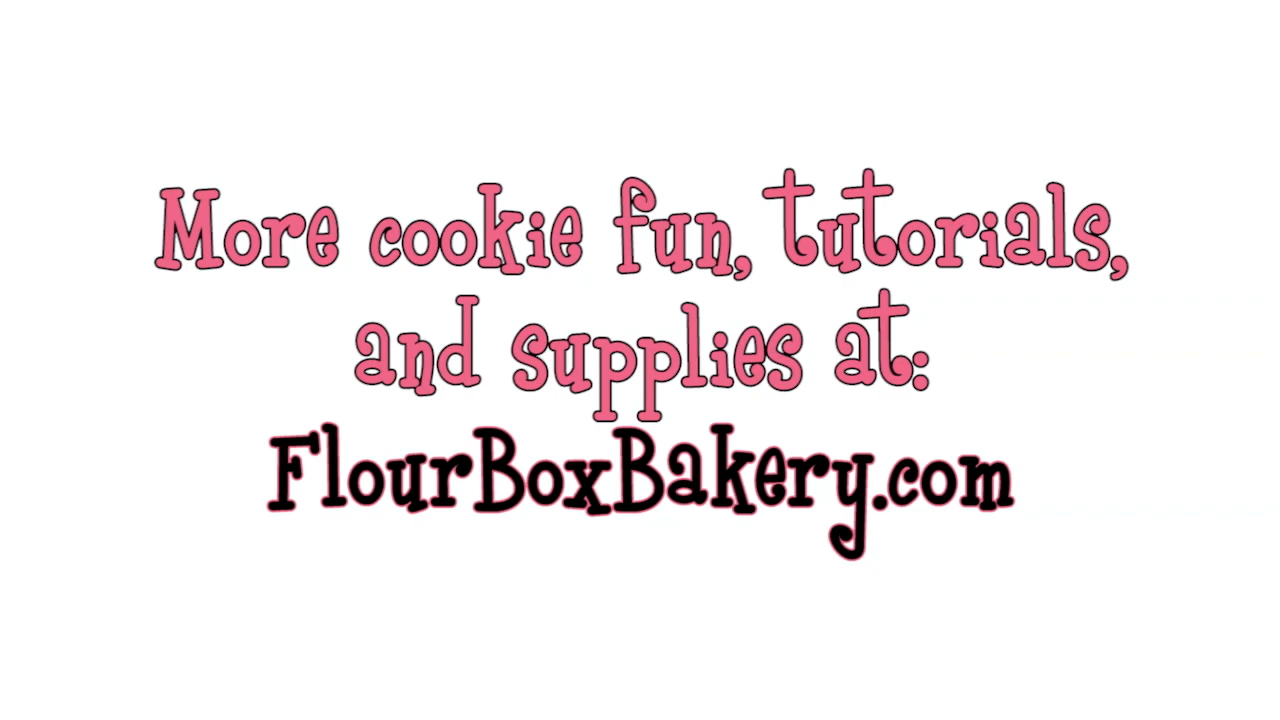 More cookie fun, tutorials,
and supplies at:
FlourBoxBakery.com